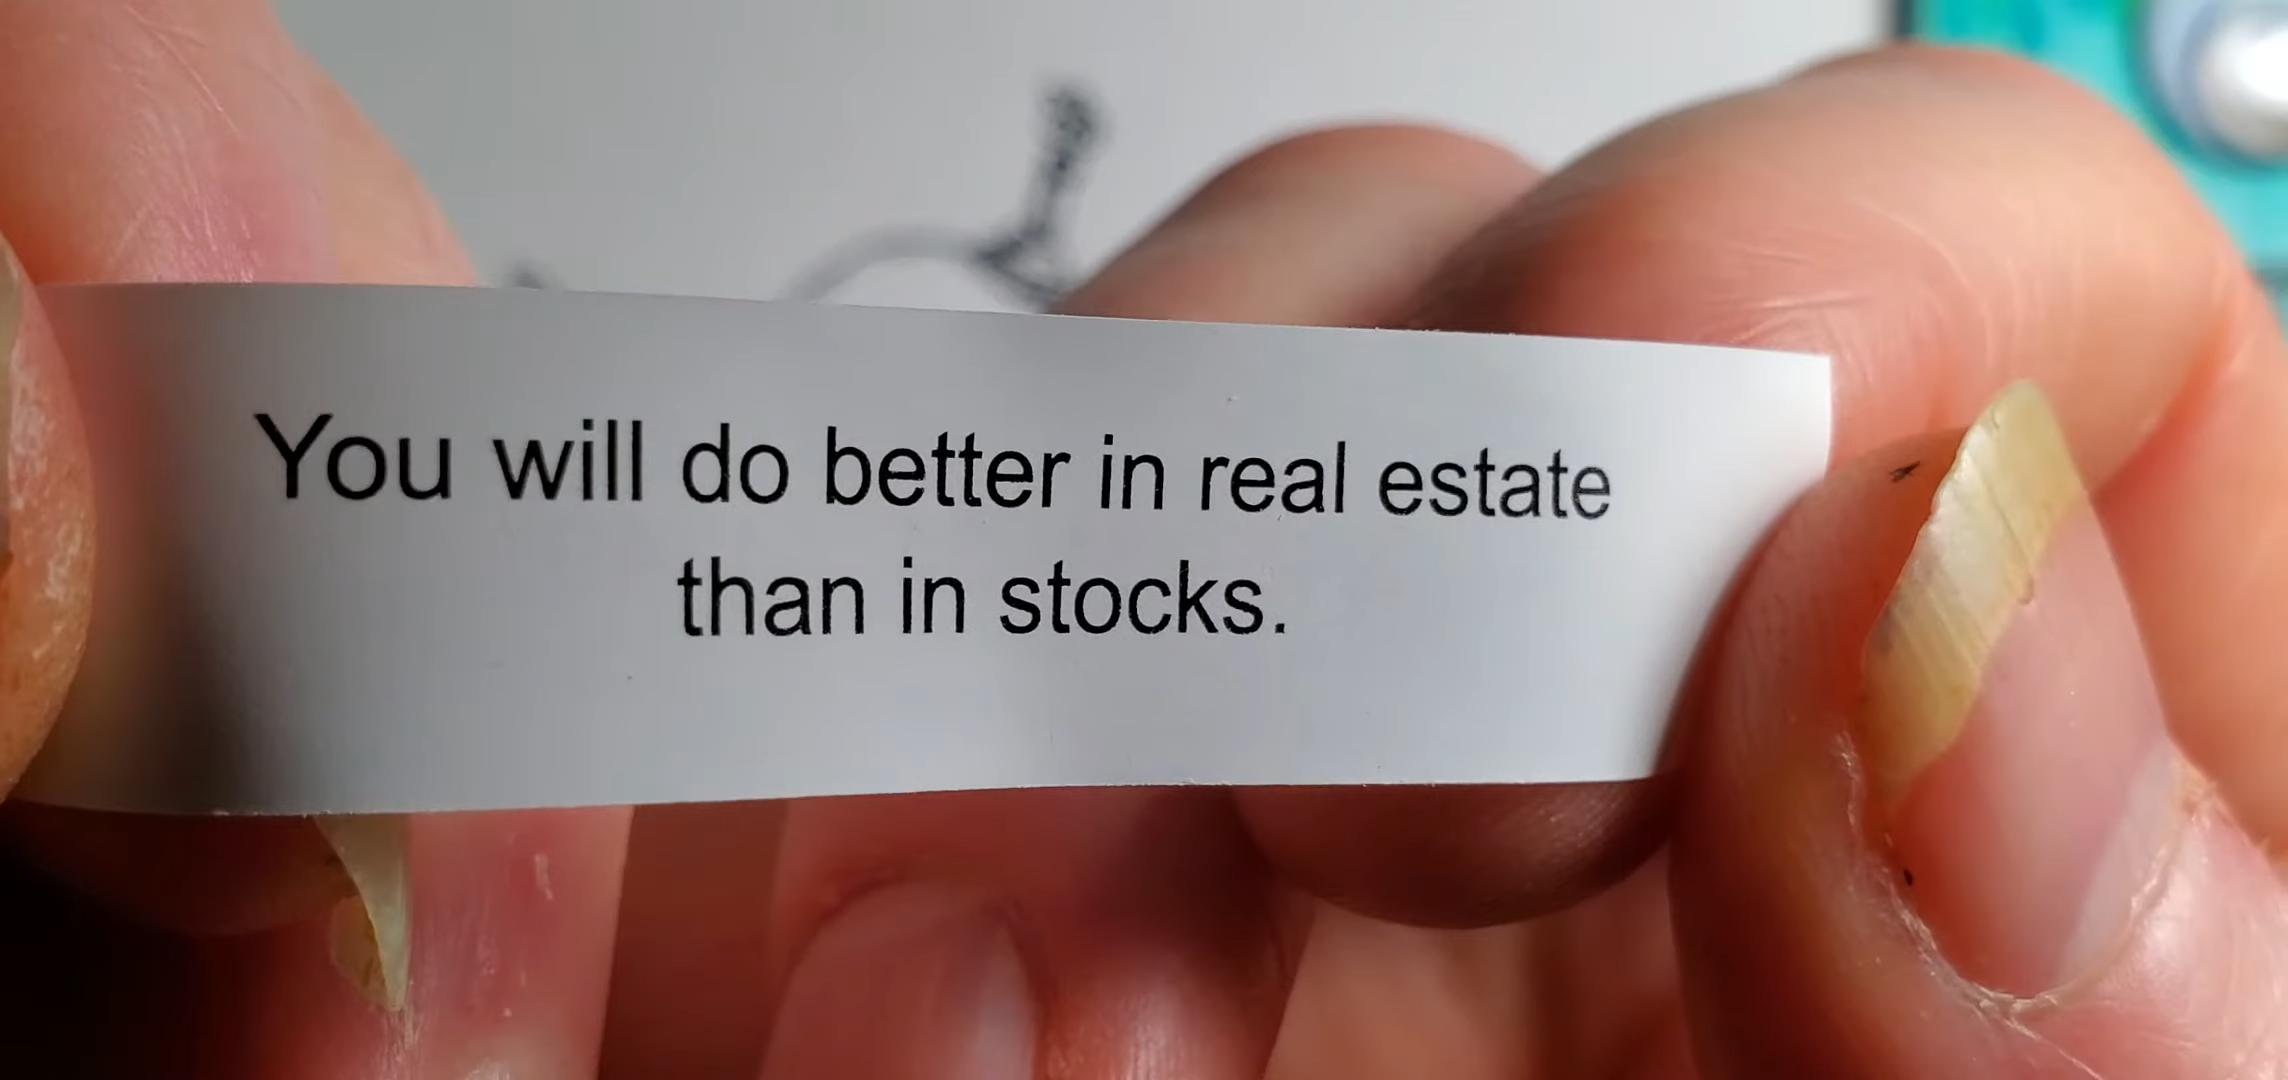 You will do better in real estate
than in stocks.